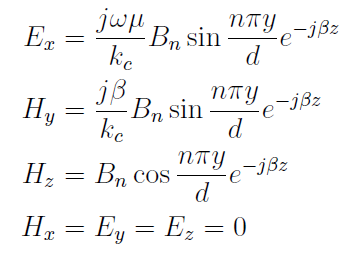 E_x = \frac{j\omega\mu}{k_c} B_n \sin \frac{n\pi y}{d} e^{-j\beta z}
H_y = \frac{j\beta}{k_c} B_n \sin \frac{n\pi y}{d} e^{-j\beta z}
H_z = B_n \cos \frac{n\pi y}{d} e^{-j\beta z}
H_x = E_y = E_z = 0